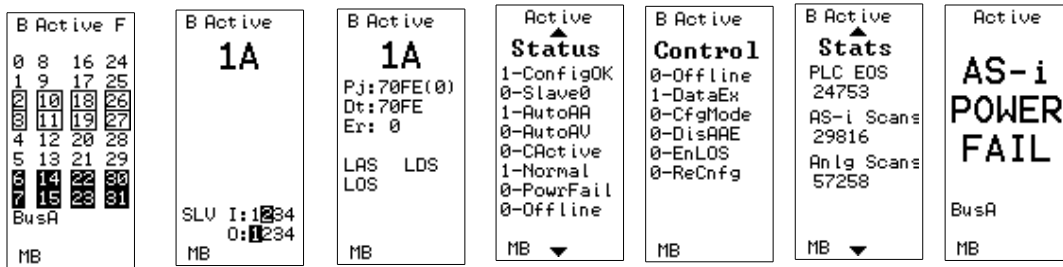 B Active F
0 8 16 24
1 9 17 25
2 10 18 26
3 11 19 27
4 12 20 28
5 13 21 29
6 14 22 30
7 15 23 31
BusA
MB
B Active
1A
SLV I:1234
O:1234
MB
B Active
1A
Pj:70FE(0)
Dt:70FE
Er: 0
LAS LDS
LOS
MB
Active
Status
1-ConfigOK
0-Slave0
1-AutoAA
0-AutoAV
0-CActive
1-Normal
0-PowrFail
0-Offline
MB
B Active
Control
0-Offline
1-DataEx
0-CfgMode
0-DisAAE
0-EnLOS
0-ReCnfg
MB
B Active
Stats
PLC EOS
24753
AS-i Scans
29816
Anlg Scans
57258
MB
Active
AS-i
POWER
FAIL
BusA
MB